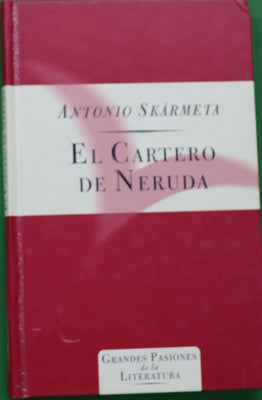 ANTONIO SKÁRMETA
EL CARTERO
DE NERUDA
GRANDES PASIONES
de la
LITERATURA